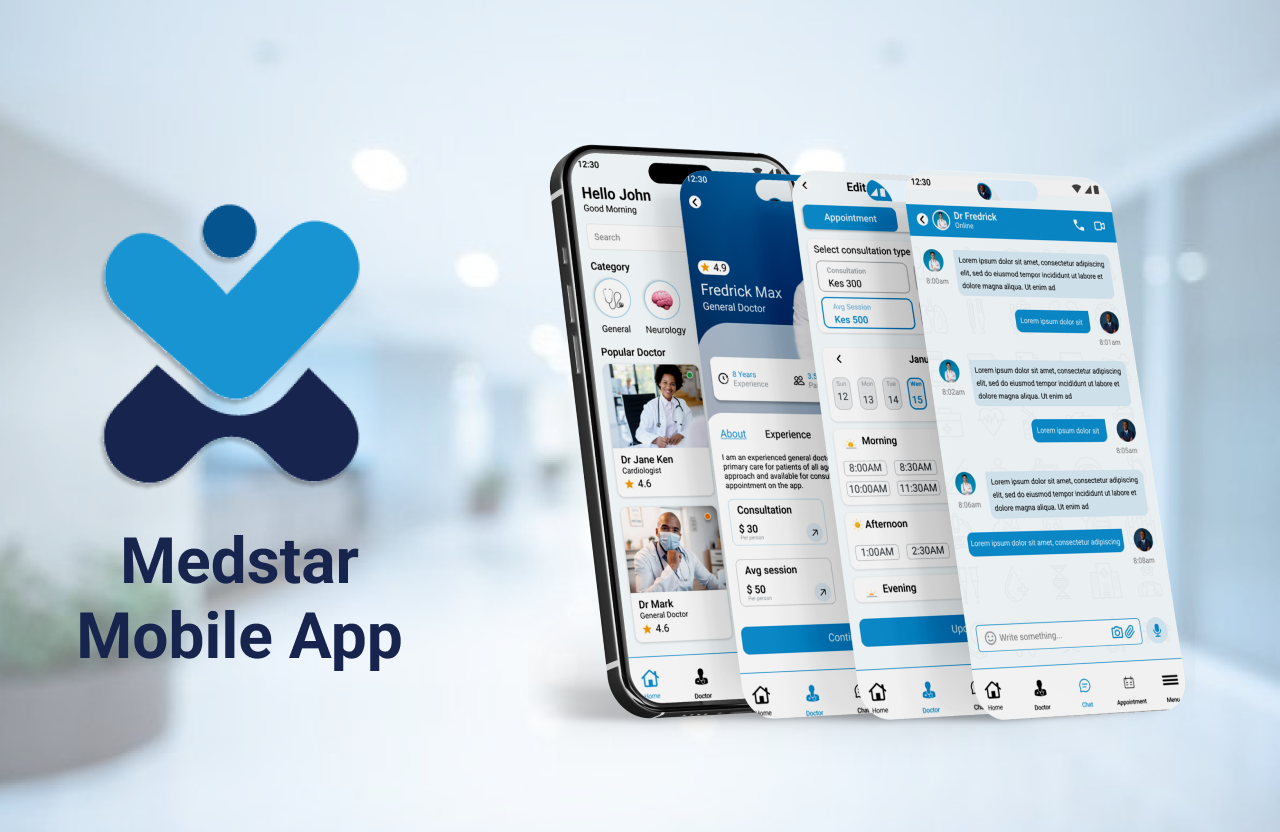 Medstar
Mobile App
12:30
Hello John
Good Morning
Search
Category
General
Neurology
Popular Doctor
Dr Jane Ken
Cardiologist
4.6
Dr Mark
General Doctor
4.6
Home
Doctor
12:30
4.9
Fredrick Max
General Doctor
8 Years
Experience
3.5
Pa
About
Experience
I am an experienced general doct
primary care for patients of all ag
approach and available for consu
appointment on the app.
Consultation
$ 30
Per person
Avg session
$ 50
Per person
Conti
Home
Doctor
Chat
Edit
Appointment
Select consultation type
Consultation
Kes 300
Avg Session
Kes 500
Janu
Sun
12
Mon
13
Tue
14
Wen
15
Morning
8:00AM
8:30AM
10:00AM
11:30AM
Afternoon
1:00AM
2:30AM
Evening
Upd
Home
Doctor
12:30
Dr Fredrick
Online
Lorem ipsum dolor sit amet, consectetur adipiscing
elit, sed do eiusmod tempor incididunt ut labore et
dolore magna aliqua. Ut enim ad
8:00am
Lorem ipsum dolor sit
8:01am
Lorem ipsum dolor sit amet, consectetur adipiscing
elit, sed do eiusmod tempor incididunt ut labore et
dolore magna aliqua. Ut enim ad
8:02am
Lorem ipsum dolor sit
8:05am
Lorem ipsum dolor sit amet, consectetur adipiscing
elit, sed do eiusmod tempor incididunt ut labore et
dolore magna aliqua. Ut enim ad
8:06am
Lorem ipsum dolor sit amet, consectetur adipiscing
8:08am
Write something...
Home
Doctor
Chat
Appointment
Menu